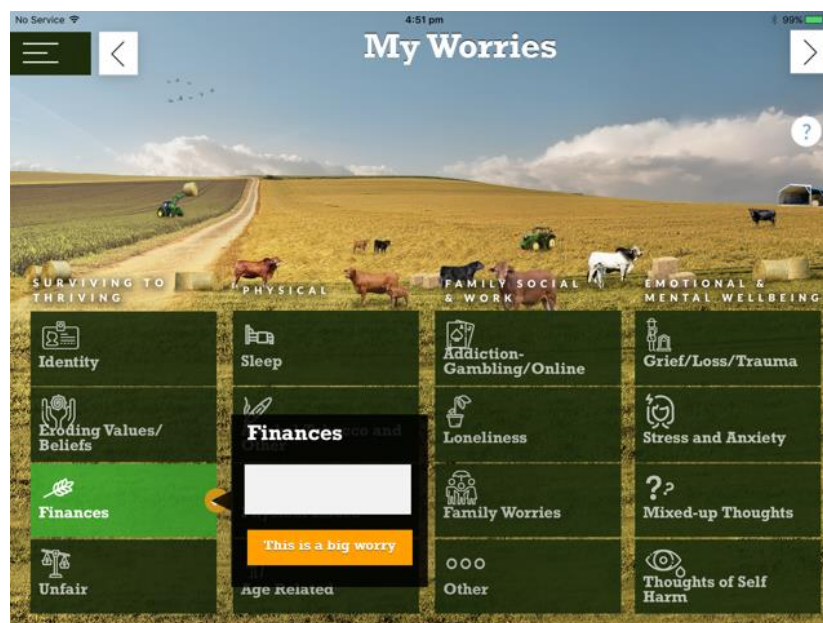 No Service
4:51 pm
99%
My Worries
?
SURVIVING TO
THRIVING
PHYSICAL
FAMILY SOCIAL
& WORK
EMOTIONAL &
MENTAL WELLBEING
Identity
Sleep
Addiction-
Gambling/Online
Grief/Loss/Trauma
Eroding Values/
Beliefs
and
Other
Loneliness
Stress and Anxiety
Finances
Finances
This is a big worry
Family Worries
Mixed-up Thoughts
Unfair
Age Related
Other
Thoughts of Self
Harm